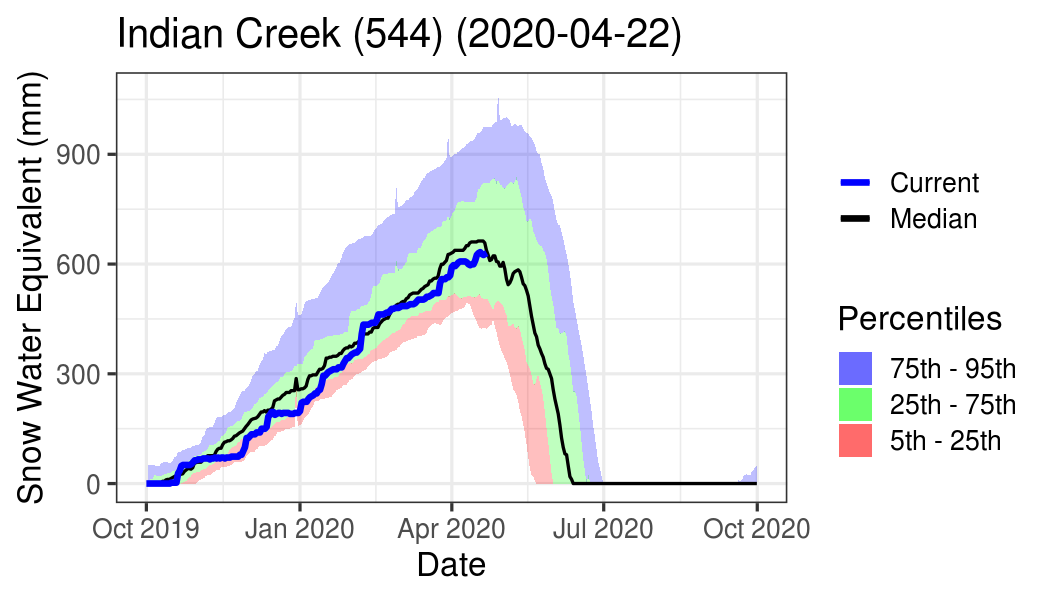 Indian Creek (544) (2020-04-22)
Snow Water Equivalent (mm)
900
600
300
0
Oct 2019
Jan 2020
Apr 2020
Jul 2020
Oct 2020
Date
Current
Median
Percentiles
75th - 95th
25th - 75th
5th - 25th